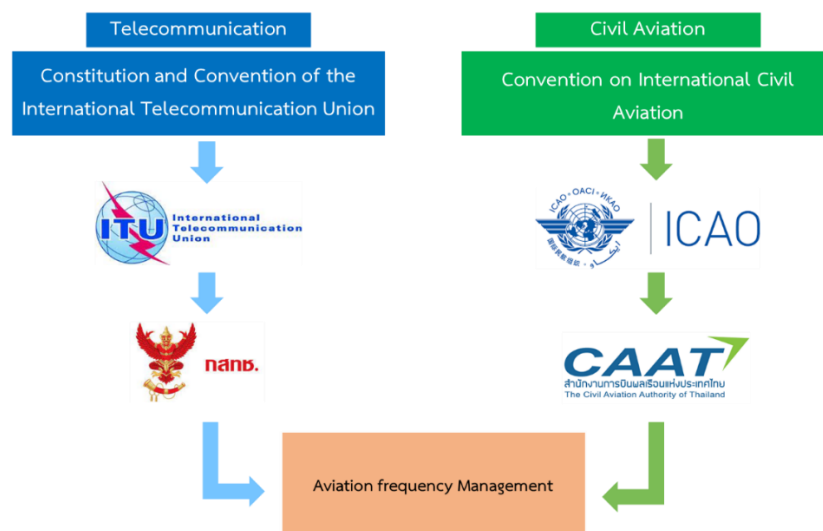 Telecommunication
Constitution and Convention of the
International Telecommunication Union
Civil Aviation
Convention on International Civil
Aviation
ITU
International
Telecommunication
Union
ICAO · OACI · ИКАО
ICAO
กสทช.
CAAT
สำนักงานการบินพลเรือนแห่งประเทศไทย
The Civil Aviation Authority of Thailand
Aviation frequency Management